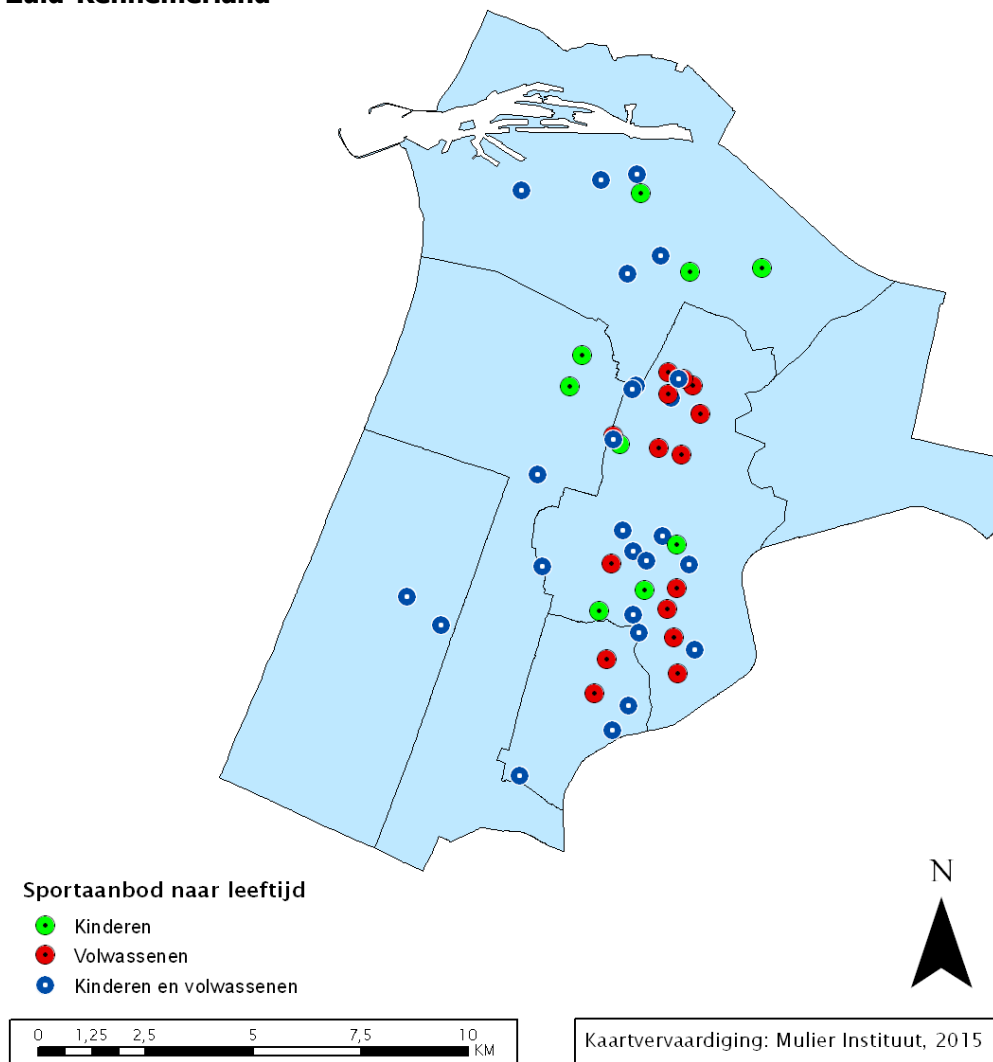 Zuid-Kennemerland
N
Sportaanbod naar leeftijd
Kinderen
Volwassenen
Kinderen en volwassenen
0 1,25 2,5 5 7,5 10
KM
Kaartvervaardiging: Mulier Instituut, 2015